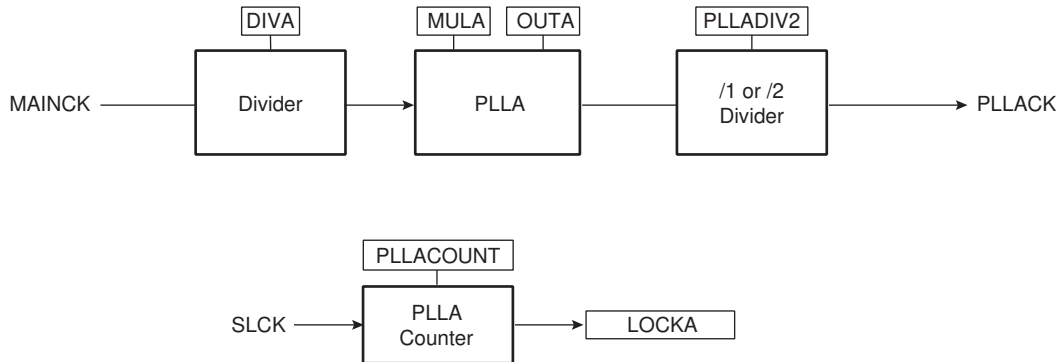 DIVA
MULA
OUTA
PLLADIV2
MAINCK
Divider
PLLA
/1 or /2
Divider
PLLACK
PLLACOUNT
SLCK
PLLA
Counter
LOCKA